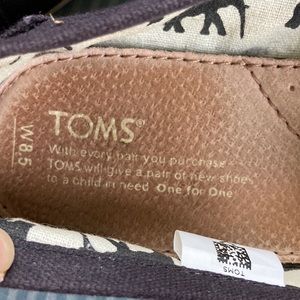 TOMS®
With every pair you purchase
TOMS will give a pair of new shoes
to a child in need. One for One
W8.5
TOMS